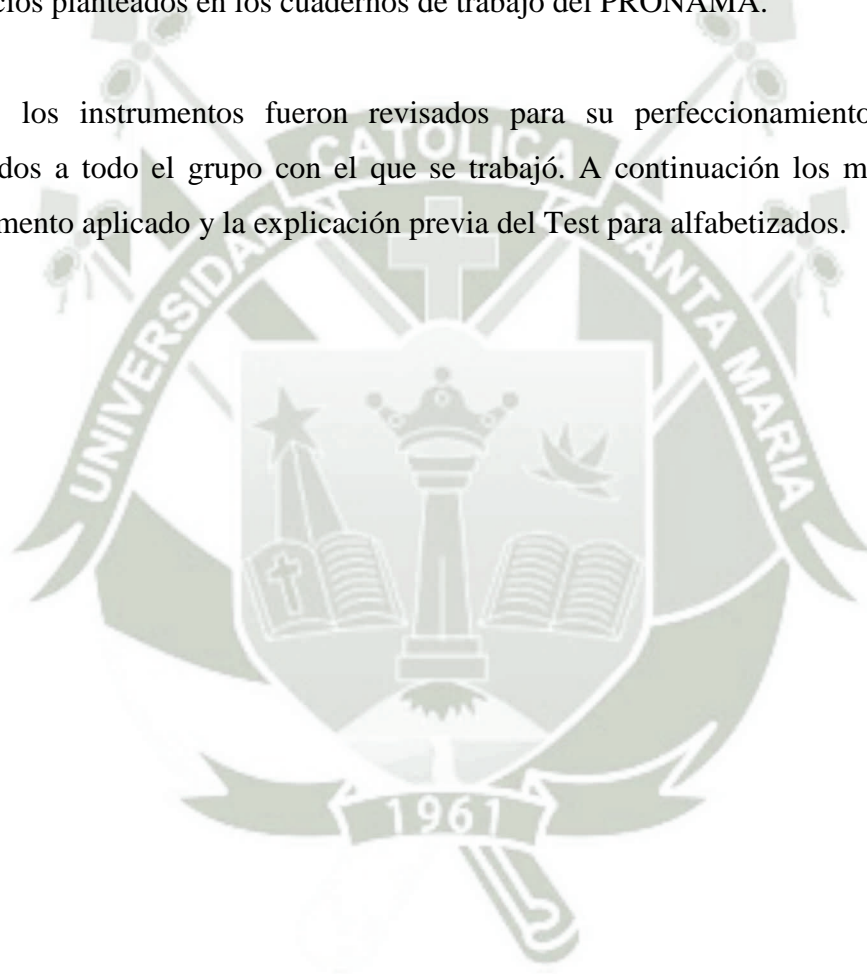 cios planteados en los cuadernos de trabajo del PRONAMA.
los instrumentos fueron revisados para su perfeccionamiento
dos a todo el grupo con el que se trabajó. A continuación los m
mento aplicado y la explicación previa del Test para alfabetizados.
UNIVERSIDAD CATOLICA SANTA MARIA
1961